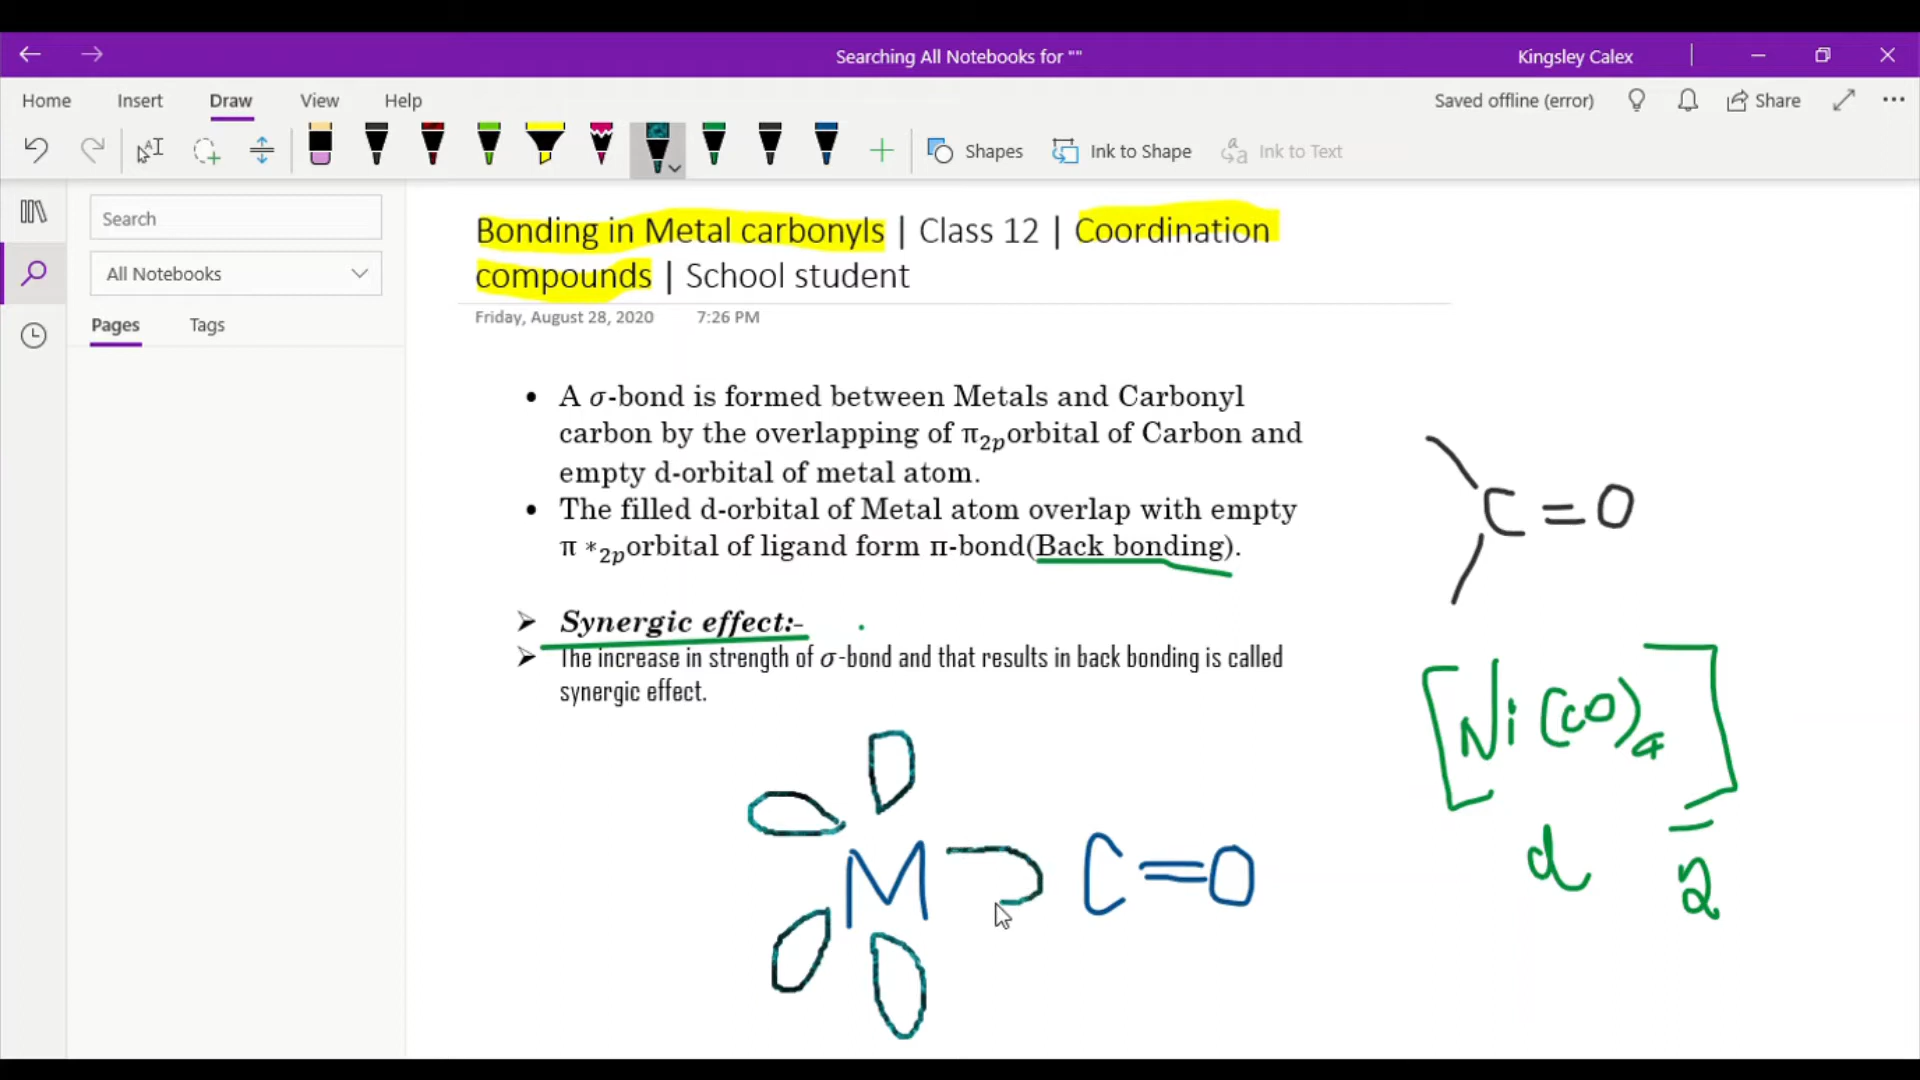 Searching All Notebooks for ""
Kingsley Calex
Home Insert Draw View Help
Saved offline (error)
Share
Shapes
Ink to Shape
Ink to Text
Search
All Notebooks
Pages Tags
Bonding in Metal carbonyls | Class 12 | Coordination
compounds | School student
Friday, August 28, 2020 7:26 PM
• A σ-bond is formed between Metals and Carbonyl
carbon by the overlapping of π₂ₚorbital of Carbon and
empty d-orbital of metal atom.
• The filled d-orbital of Metal atom overlap with empty
π *₂ₚorbital of ligand form π-bond(Back bonding).
➢ Synergic effect:-
➢ The increase in strength of σ-bond and that results in back bonding is called
synergic effect.
C=O
[Ni(CO)₄]
d
M C=O